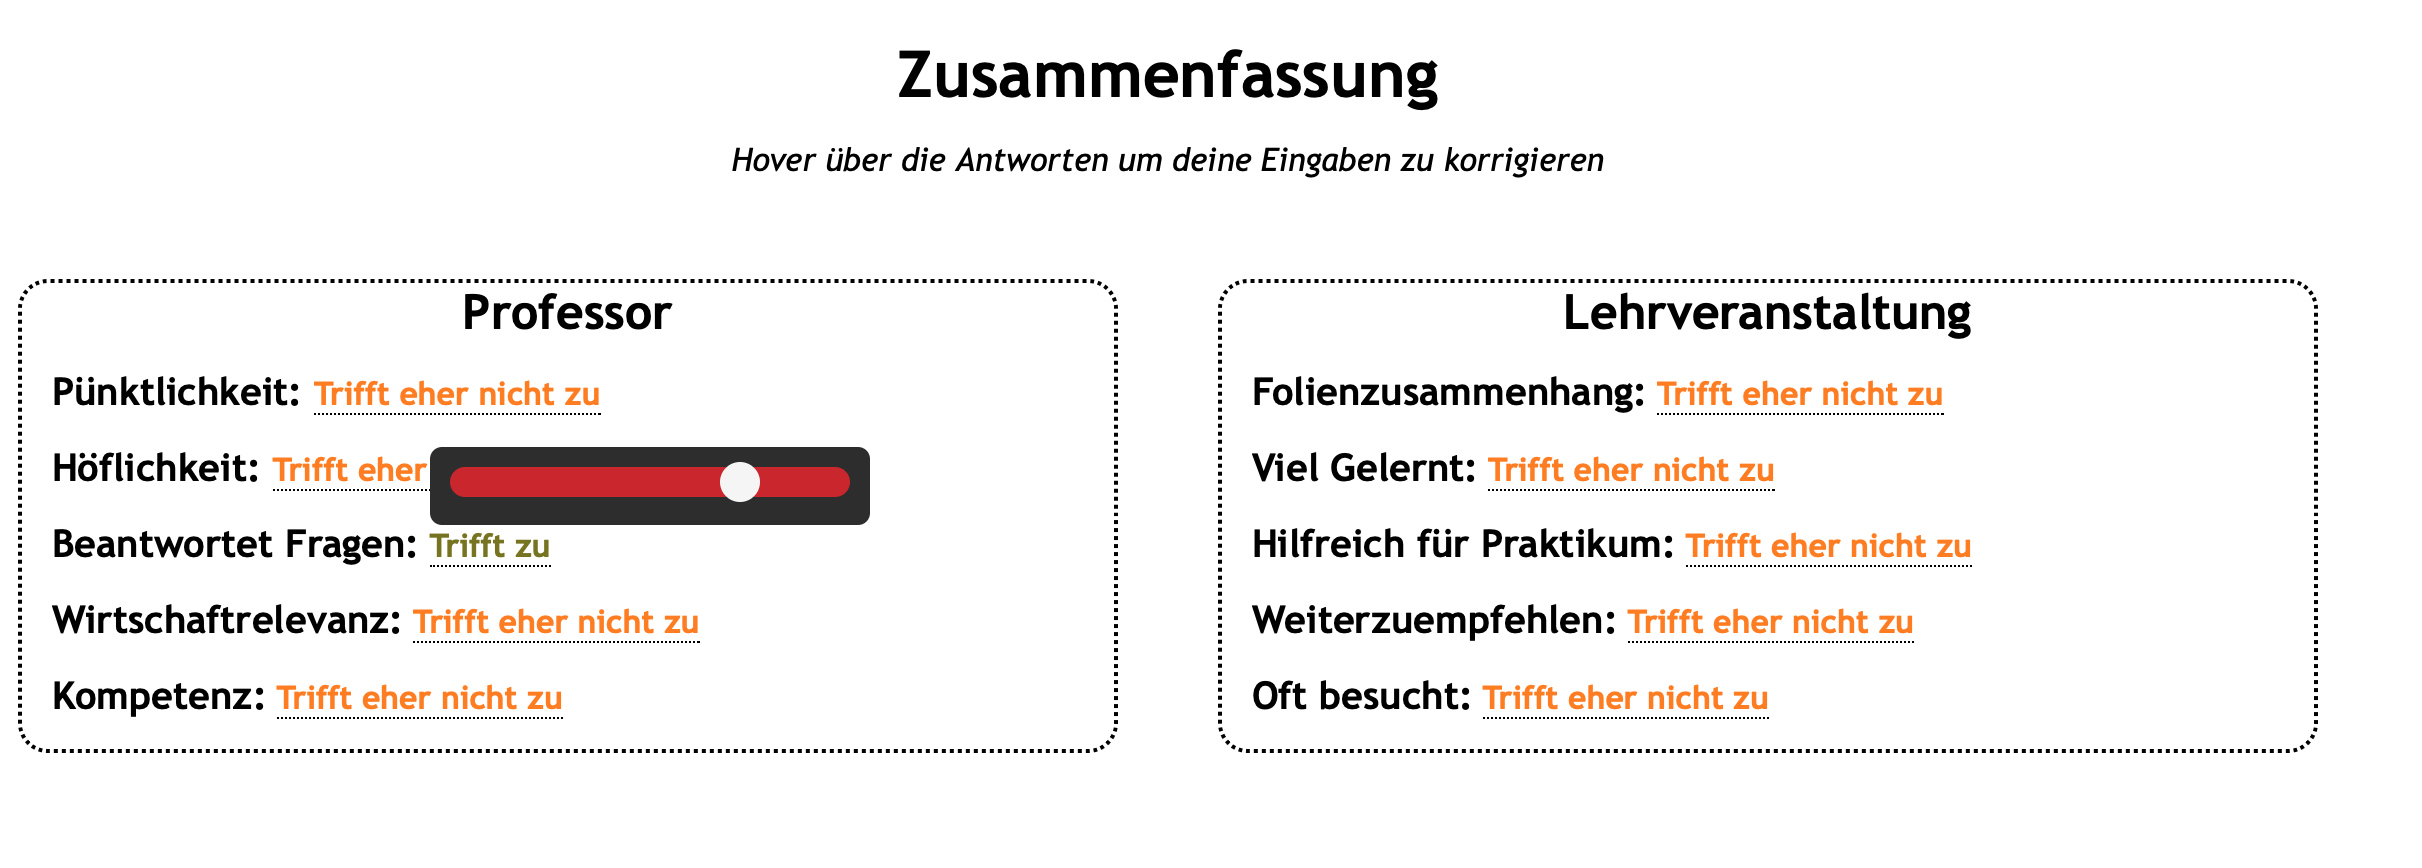 Zusammenfassung
Hover über die Antworten um deine Eingaben zu korrigieren
Professor
Pünktlichkeit: Trifft eher nicht zu
Höflichkeit: Trifft eher
Beantwortet Fragen: Trifft zu
Wirtschaftrelevanz: Trifft eher nicht zu
Kompetenz: Trifft eher nicht zu
Lehrveranstaltung
Folienzusammenhang: Trifft eher nicht zu
Viel Gelernt: Trifft eher nicht zu
Hilfreich für Praktikum: Trifft eher nicht zu
Weiterzuempfehlen: Trifft eher nicht zu
Oft besucht: Trifft eher nicht zu